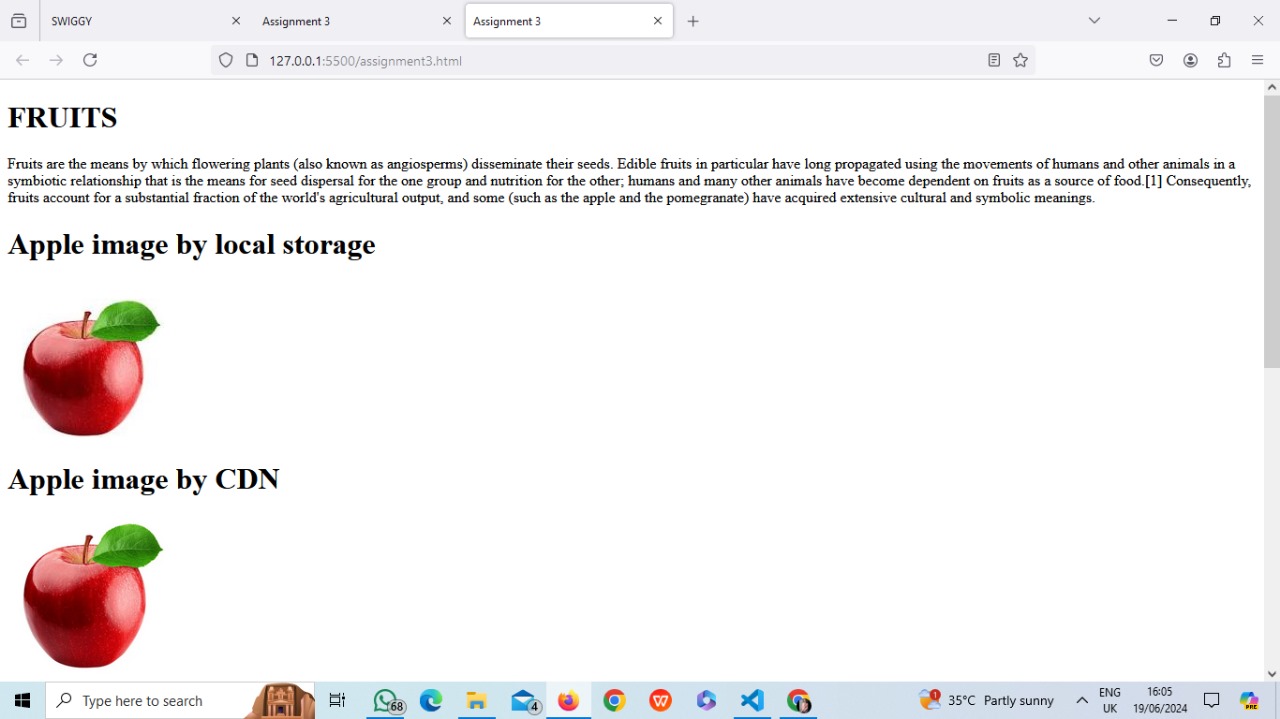 SWIGGY
Assignment 3
Assignment 3
127.0.0.1:5500/assignment3.html
FRUITS
Fruits are the means by which flowering plants (also known as angiosperms) disseminate their seeds. Edible fruits in particular have long propagated using the movements of humans and other animals in a
symbiotic relationship that is the means for seed dispersal for the one group and nutrition for the other; humans and many other animals have become dependent on fruits as a source of food.[1] Consequently,
fruits account for a substantial fraction of the world's agricultural output, and some (such as the apple and the pomegranate) have acquired extensive cultural and symbolic meanings.
Apple image by local storage
Apple image by CDN
Type here to search
68
4
W
1
35°C Partly sunny
ENG
UK
16:05
19/06/2024
PRE